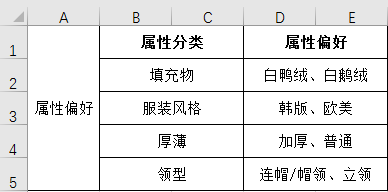 A B C D E
1 属性分类 属性偏好
2 填充物 白鸭绒、白鹅绒
3 属性偏好 服装风格 韩版、欧美
4 厚薄 加厚、普通
5 领型 连帽/帽领、立领